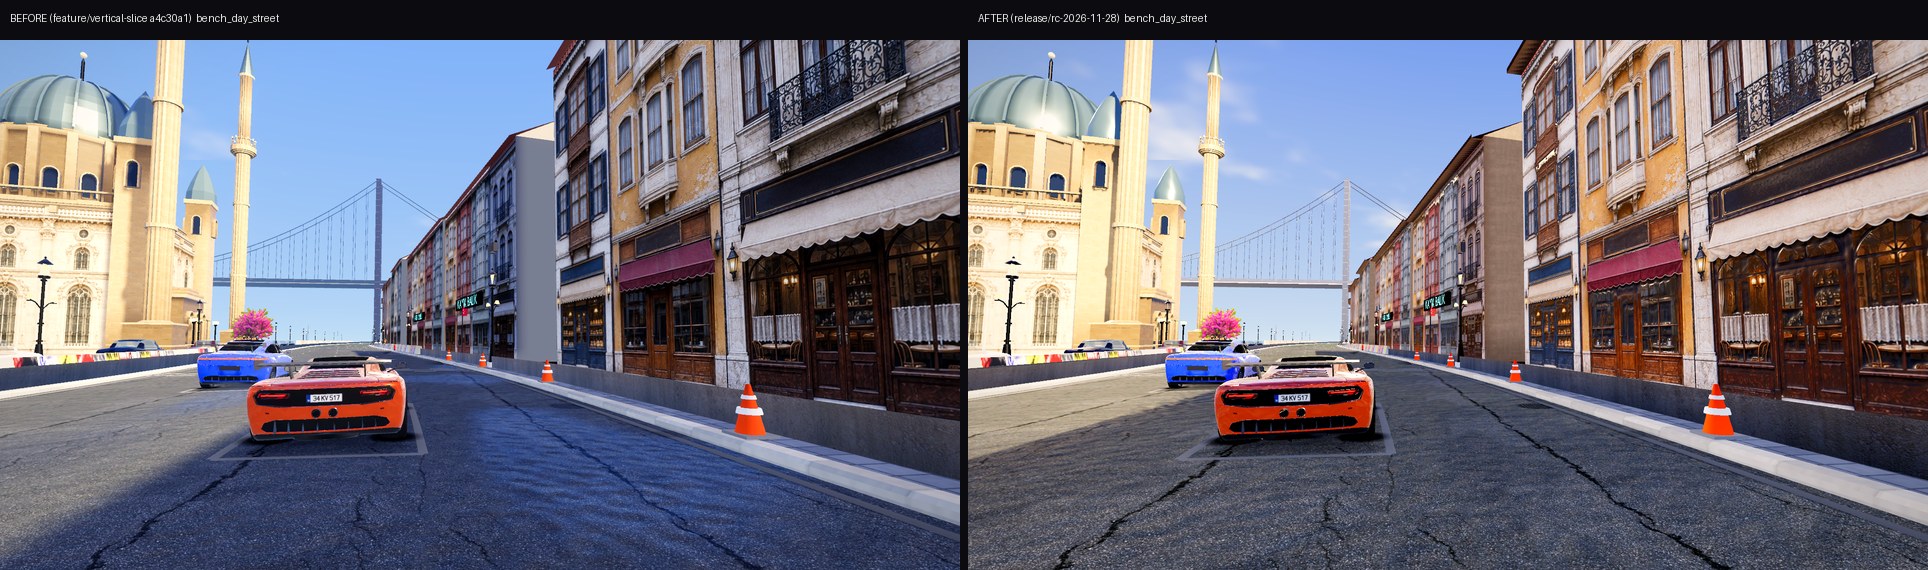 BEFORE (feature/vertical-slice a4c30a1) bench_day_street
AFTER (release/rc-2026-11-28) bench_day_street
34 KV 517
34 KV 517